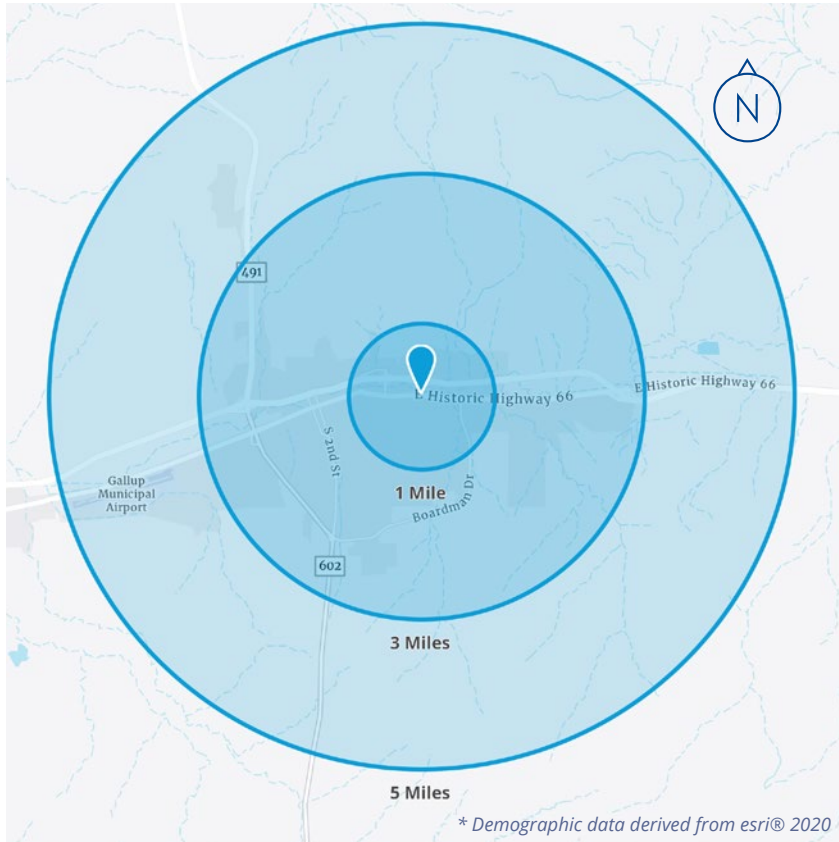 N
491
E Historic Highway 66
E Historic Highway 66
S 2nd St
Gallup
Municipal
Airport
1 Mile
Boardman Dr
602
3 Miles
5 Miles
* Demographic data derived from esri® 2020